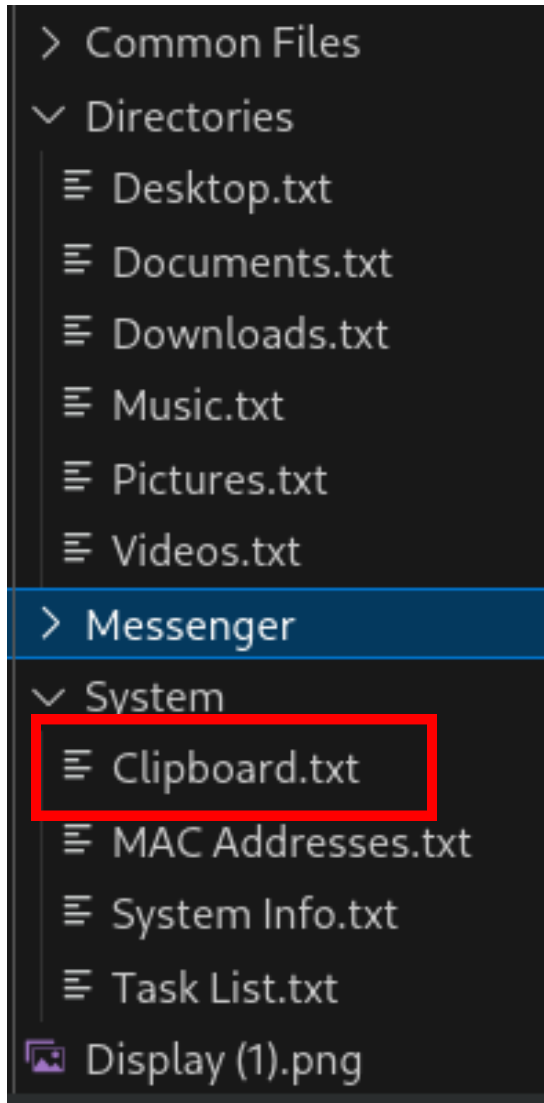 Common Files
Directories
Desktop.txt
Documents.txt
Downloads.txt
Music.txt
Pictures.txt
Videos.txt
Messenger
System
Clipboard.txt
MAC Addresses.txt
System Info.txt
Task List.txt
Display (1).png